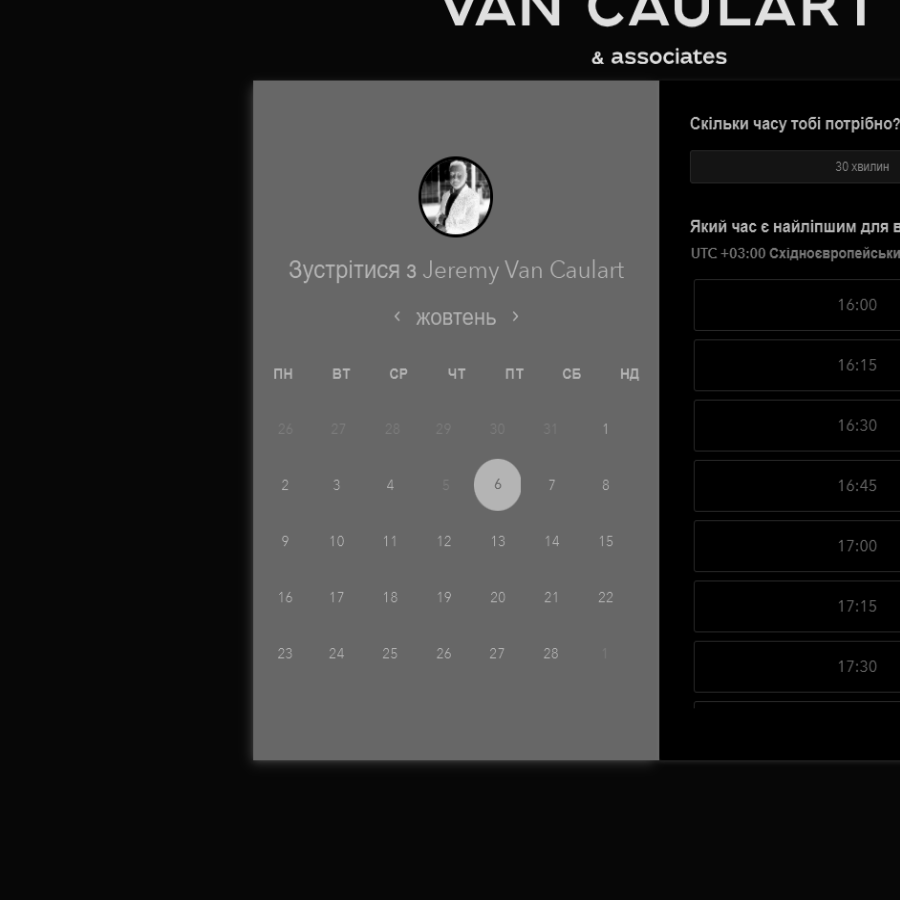 VAN CAULART
& associates
Зустрітися з Jeremy Van Caulart
жовтень
ПН ВТ СР ЧТ ПТ СБ НД
26 27 28 29 30 31 1
2 3 4 5 6 7 8
9 10 11 12 13 14 15
16 17 18 19 20 21 22
23 24 25 26 27 28 1
Скільки часу тобі потрібно?
30 хвилин
Який час є найліпшим для в
UTC +03:00 Східноєвропейськи
16:00
16:15
16:30
16:45
17:00
17:15
17:30